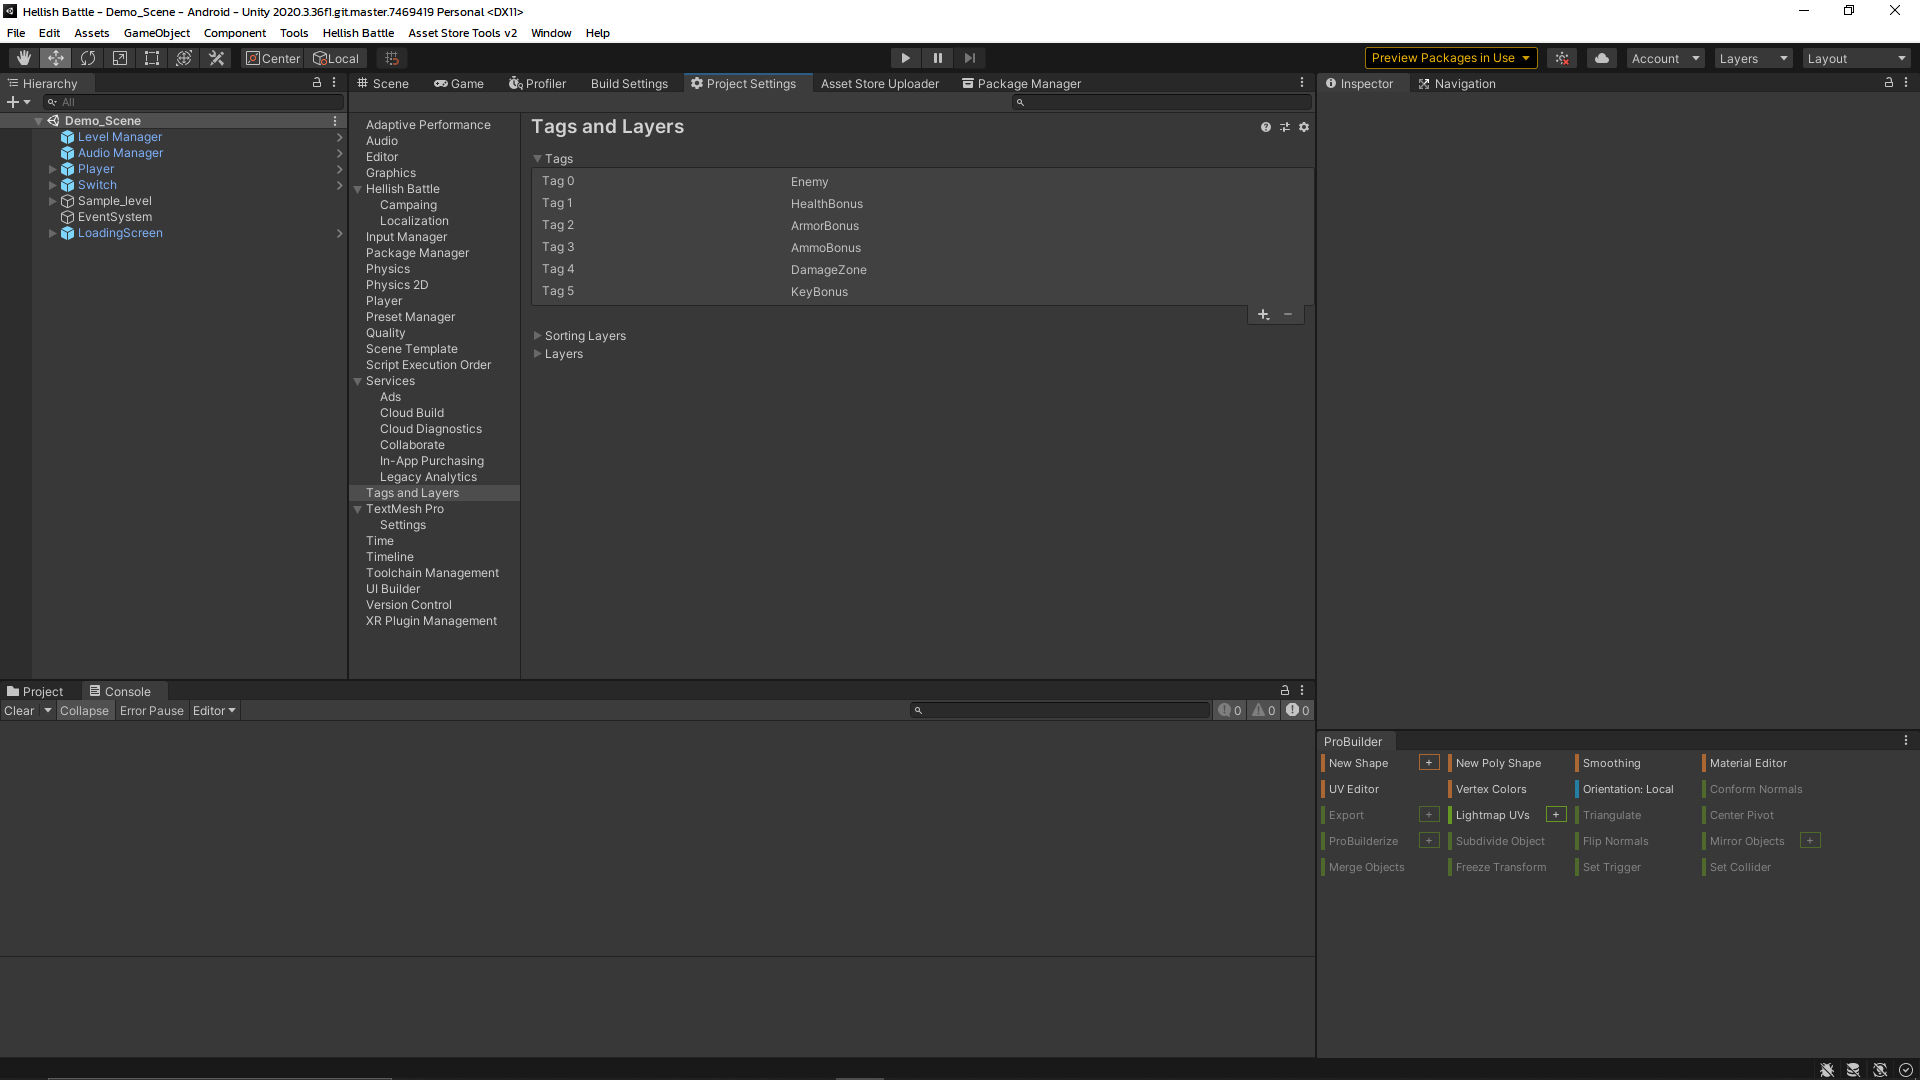 Hellish Battle - Demo_Scene - Android - Unity 2020.3.36f1.git.master.7469419 Personal <DX11>
File Edit Assets GameObject Component Tools Hellish Battle Asset Store Tools v2 Window Help
Center Local Preview Packages in Use Account Layers Layout
Hierarchy
All
Demo_Scene
Level Manager
Audio Manager
Player
Switch
Sample_level
EventSystem
LoadingScreen
Scene Game Profiler Build Settings Project Settings Asset Store Uploader Package Manager
Adaptive Performance
Audio
Editor
Graphics
Hellish Battle
Campaing
Localization
Input Manager
Package Manager
Physics
Physics 2D
Player
Preset Manager
Quality
Scene Template
Script Execution Order
Services
Ads
Cloud Build
Cloud Diagnostics
Collaborate
In-App Purchasing
Legacy Analytics
Tags and Layers
TextMesh Pro
Settings
Time
Timeline
Toolchain Management
UI Builder
Version Control
XR Plugin Management
Tags and Layers
Tags
Tag 0 Enemy
Tag 1 HealthBonus
Tag 2 ArmorBonus
Tag 3 AmmoBonus
Tag 4 DamageZone
Tag 5 KeyBonus
Sorting Layers
Layers
Inspector Navigation
Project Console
Clear Collapse Error Pause Editor 0 0 0
ProBuilder
New Shape + New Poly Shape Smoothing Material Editor
UV Editor Vertex Colors Orientation: Local Conform Normals
Export + Lightmap UVs + Triangulate Center Pivot
ProBuilderize + Subdivide Object Flip Normals Mirror Objects +
Merge Objects Freeze Transform Set Trigger Set Collider